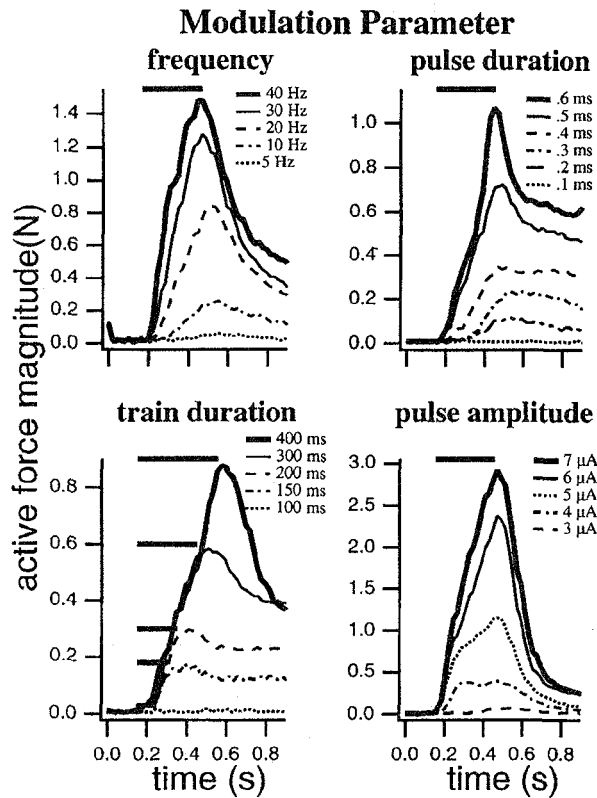 Modulation Parameter
frequency
40 Hz
30 Hz
20 Hz
10 Hz
5 Hz
1.4
1.2
1.0
0.8
0.6
0.4
0.2
0.0
pulse duration
.6 ms
.5 ms
.4 ms
.3 ms
.2 ms
.1 ms
1.0
0.8
0.6
0.4
0.2
0.0
active force magnitude(N)
train duration
400 ms
300 ms
200 ms
150 ms
100 ms
0.8
0.6
0.4
0.2
0.0
0.0 0.2 0.4 0.6 0.8
time (s)
pulse amplitude
7 µA
6 µA
5 µA
4 µA
3 µA
3.0
2.5
2.0
1.5
1.0
0.5
0.0
0.0 0.2 0.4 0.6 0.8
time (s)